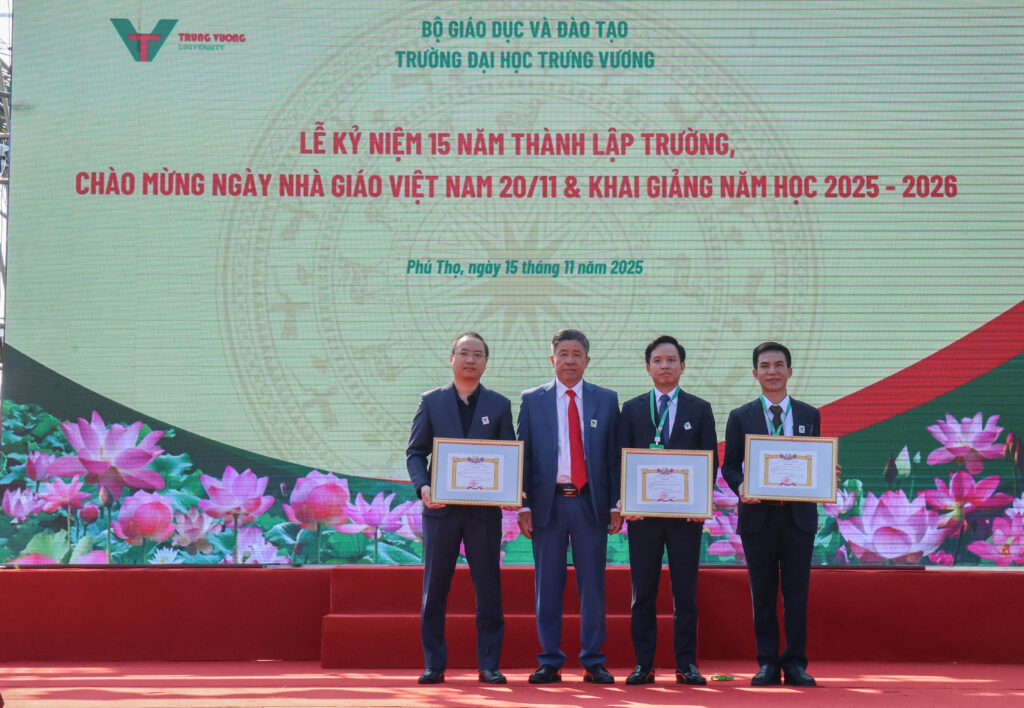 TRUNG VUONG
UNIVERSITY
BỘ GIÁO DỤC VÀ ĐÀO TẠO
TRƯỜNG ĐẠI HỌC TRƯNG VƯƠNG
LỄ KỶ NIỆM 15 NĂM THÀNH LẬP TRƯỜNG,
CHÀO MỪNG NGÀY NHÀ GIÁO VIỆT NAM 20/11 & KHAI GIẢNG NĂM HỌC 2025 - 2026
Phú Thọ, ngày 15 tháng 11 năm 2025